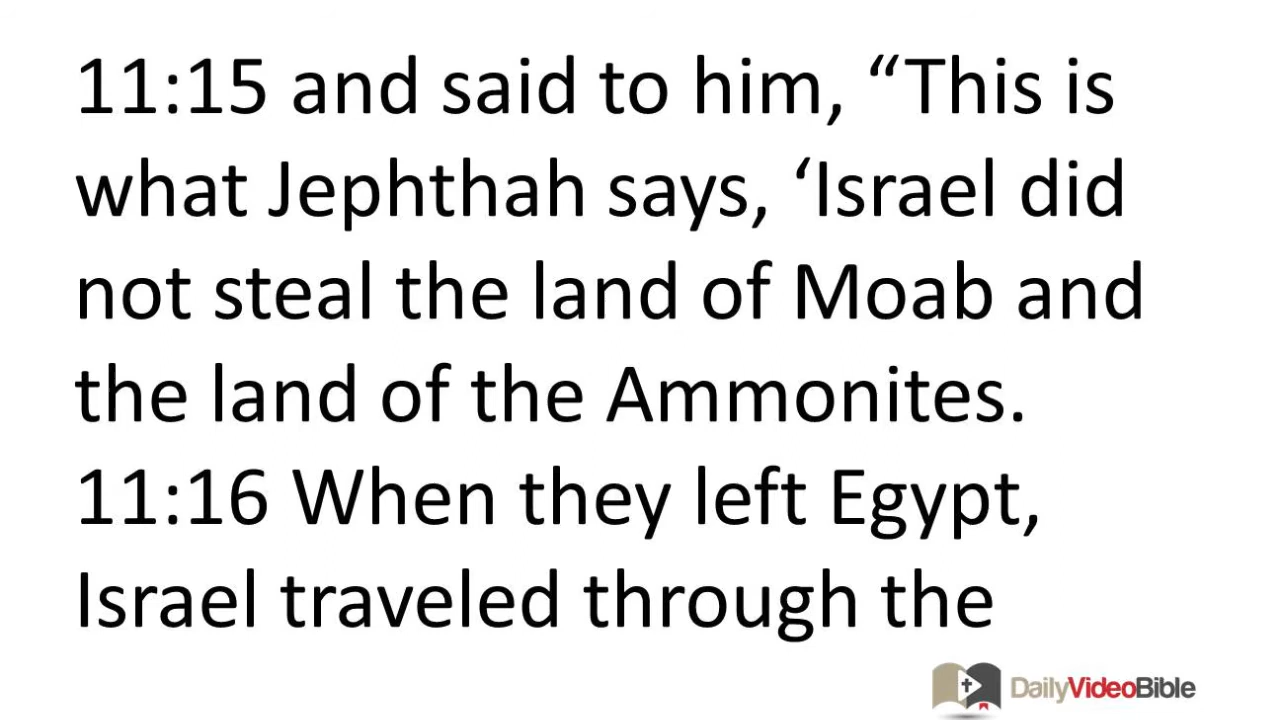 11:15 and said to him, “This is
what Jephthah says, ‘Israel did
not steal the land of Moab and
the land of the Ammonites.
11:16 When they left Egypt,
Israel traveled through the
DailyVideoBible